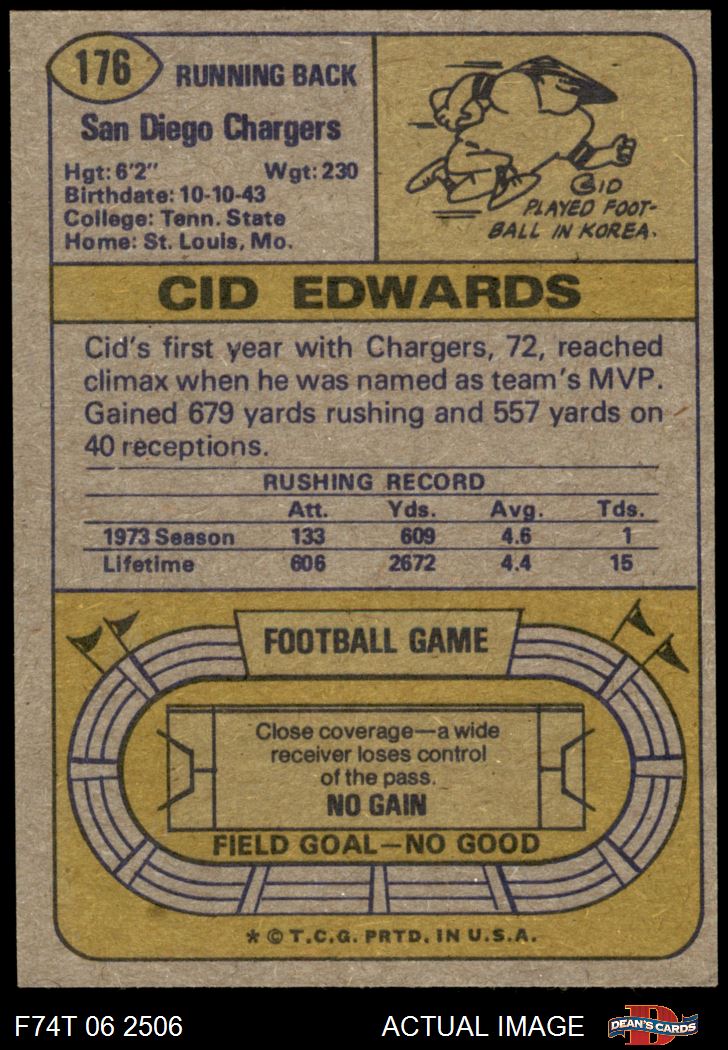 176
RUNNING BACK
San Diego Chargers
Hgt: 6'2" Wgt: 230
Birthdate: 10-10-43
College: Tenn. State
Home: St. Louis, Mo.
CID
PLAYED FOOT-
BALL IN KOREA.
CID EDWARDS
Cid's first year with Chargers, 72, reached
climax when he was named as team's MVP.
Gained 679 yards rushing and 557 yards on
40 receptions.
RUSHING RECORD
Att. Yds. Avg. Tds.
1973 Season 133 609 4.6 1
Lifetime 606 2672 4.4 15
FOOTBALL GAME
Close coverage—a wide
receiver loses control
of the pass.
NO GAIN
FIELD GOAL—NO GOOD
* © T.C.G. PRTD. IN U.S.A.
F74T 06 2506 ACTUAL IMAGE
D
DEAN'S CARDS